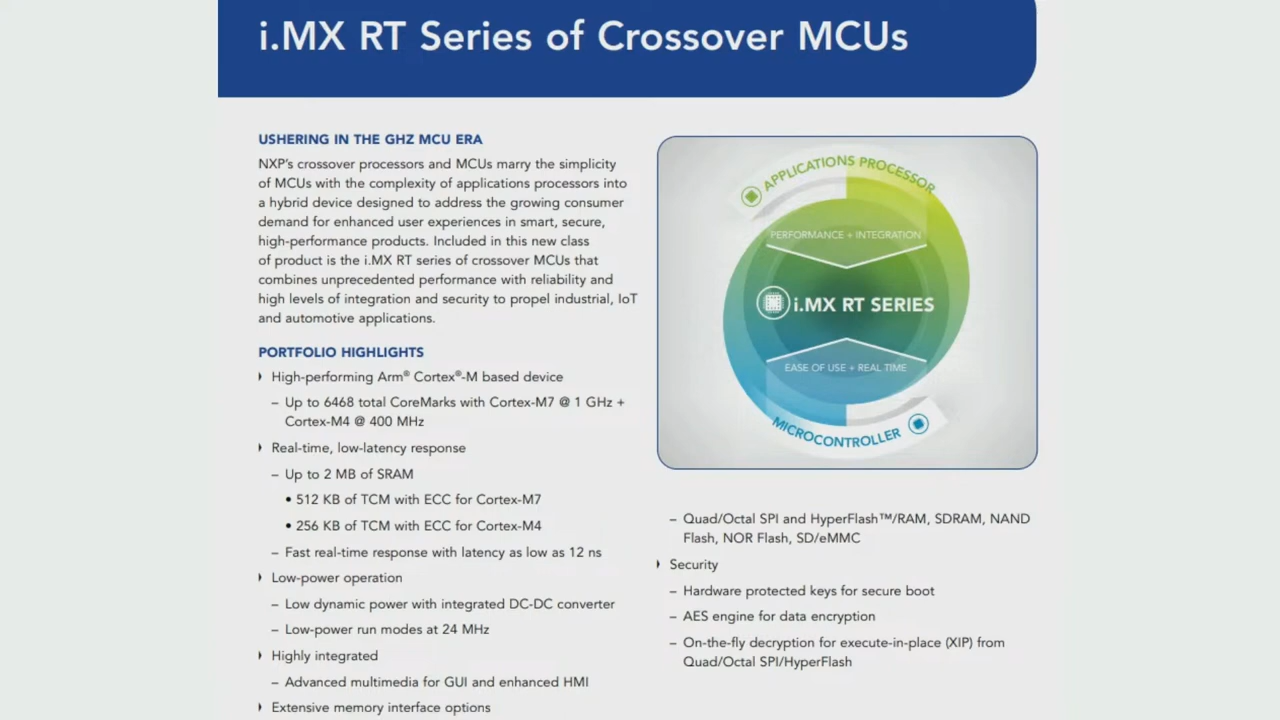 i.MX RT Series of Crossover MCUs
USHERING IN THE GHZ MCU ERA
NXP's crossover processors and MCUs marry the simplicity
of MCUs with the complexity of applications processors into
a hybrid device designed to address the growing consumer
demand for enhanced user experiences in smart, secure,
high-performance products. Included in this new class
of product is the i.MX RT series of crossover MCUs that
combines unprecedented performance with reliability and
high levels of integration and security to propel industrial, IoT
and automotive applications.
PORTFOLIO HIGHLIGHTS
High-performing Arm® Cortex®-M based device
– Up to 6468 total CoreMarks with Cortex-M7 @ 1 GHz +
Cortex-M4 @ 400 MHz
Real-time, low-latency response
– Up to 2 MB of SRAM
• 512 KB of TCM with ECC for Cortex-M7
• 256 KB of TCM with ECC for Cortex-M4
– Fast real-time response with latency as low as 12 ns
Low-power operation
– Low dynamic power with integrated DC-DC converter
– Low-power run modes at 24 MHz
Highly integrated
– Advanced multimedia for GUI and enhanced HMI
Extensive memory interface options
APPLICATIONS PROCESSOR
PERFORMANCE + INTEGRATION
i.MX RT SERIES
EASE OF USE + REAL TIME
MICROCONTROLLER
– Quad/Octal SPI and HyperFlash™/RAM, SDRAM, NAND
Flash, NOR Flash, SD/eMMC
Security
– Hardware protected keys for secure boot
– AES engine for data encryption
– On-the-fly decryption for execute-in-place (XIP) from
Quad/Octal SPI/HyperFlash